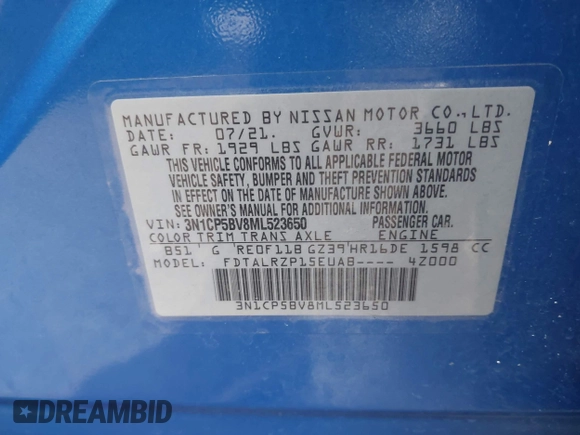 MANUFACTURED BY NISSAN MOTOR CO.,LTD.
DATE: 07/21. GVWR: 3660 LBS
GAWR FR: 1929 LBS GAWR RR: 1731 LBS
THIS VEHICLE CONFORMS TO ALL APPLICABLE FEDERAL MOTOR
VEHICLE SAFETY, BUMPER AND THEFT PREVENTION STANDARDS
IN EFFECT ON THE DATE OF MANUFACTURE SHOWN ABOVE.
SEE OWNER'S MANUAL FOR ADDITIONAL INFORMATION.
VIN: 3N1CP5BV8ML523650 PASSENGER CAR.
COLOR TRIM TRANS AXLE ENGINE
B51' G RE0F11B GZ39'HR16DE 1598 CC
MODEL: FDTALRZP15EUAB---- 4Z000
3N1CP5BV8ML523650
DREAMBID